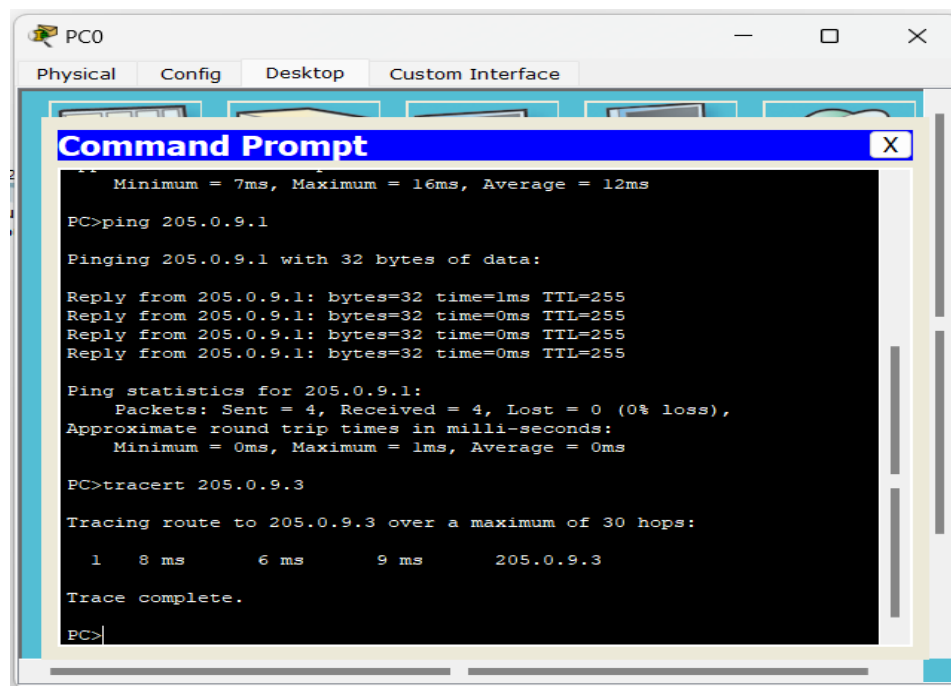 PC0
Physical Config Desktop Custom Interface
Command Prompt X
Minimum = 7ms, Maximum = 16ms, Average = 12ms
PC>ping 205.0.9.1
Pinging 205.0.9.1 with 32 bytes of data:
Reply from 205.0.9.1: bytes=32 time=1ms TTL=255
Reply from 205.0.9.1: bytes=32 time=0ms TTL=255
Reply from 205.0.9.1: bytes=32 time=0ms TTL=255
Reply from 205.0.9.1: bytes=32 time=0ms TTL=255
Ping statistics for 205.0.9.1:
Packets: Sent = 4, Received = 4, Lost = 0 (0% loss),
Approximate round trip times in milli-seconds:
Minimum = 0ms, Maximum = 1ms, Average = 0ms
PC>tracert 205.0.9.3
Tracing route to 205.0.9.3 over a maximum of 30 hops:
1 8 ms 6 ms 9 ms 205.0.9.3
Trace complete.
PC>